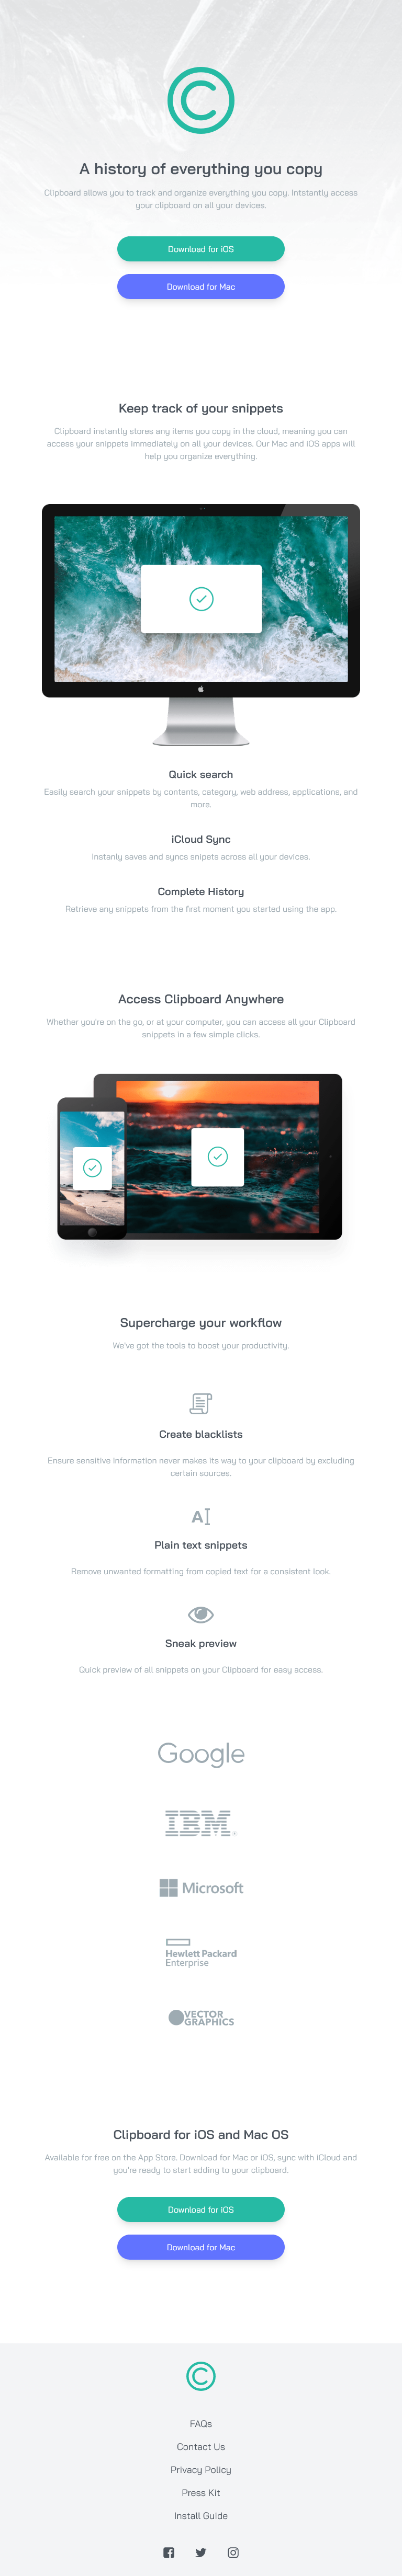 ©
A history of everything you copy
Clipboard allows you to track and organize everything you copy. Intstantly access
your clipboard on all your devices.
Download for iOS
Download for Mac
Keep track of your snippets
Clipboard instantly stores any items you copy in the cloud, meaning you can
access your snippets immediately on all your devices. Our Mac and iOS apps will
help you organize everything.
Quick search
Easily search your snippets by contents, category, web address, applications, and
more.
iCloud Sync
Instanly saves and syncs snipets across all your devices.
Complete History
Retrieve any snippets from the first moment you started using the app.
Access Clipboard Anywhere
Whether you're on the go, or at your computer, you can access all your Clipboard
snippets in a few simple clicks.
Supercharge your workflow
We've got the tools to boost your productivity.
Create blacklists
Ensure sensitive information never makes its way to your clipboard by excluding
certain sources.
A
Plain text snippets
Remove unwanted formatting from copied text for a consistent look.
Sneak preview
Quick preview of all snippets on your Clipboard for easy access.
Google
IBM®
Microsoft
Hewlett Packard
Enterprise
VECTOR
GRAPHICS
Clipboard for iOS and Mac OS
Available for free on the App Store. Download for Mac or iOS, sync with iCloud and
you're ready to start adding to your clipboard.
Download for iOS
Download for Mac
©
FAQs
Contact Us
Privacy Policy
Press Kit
Install Guide